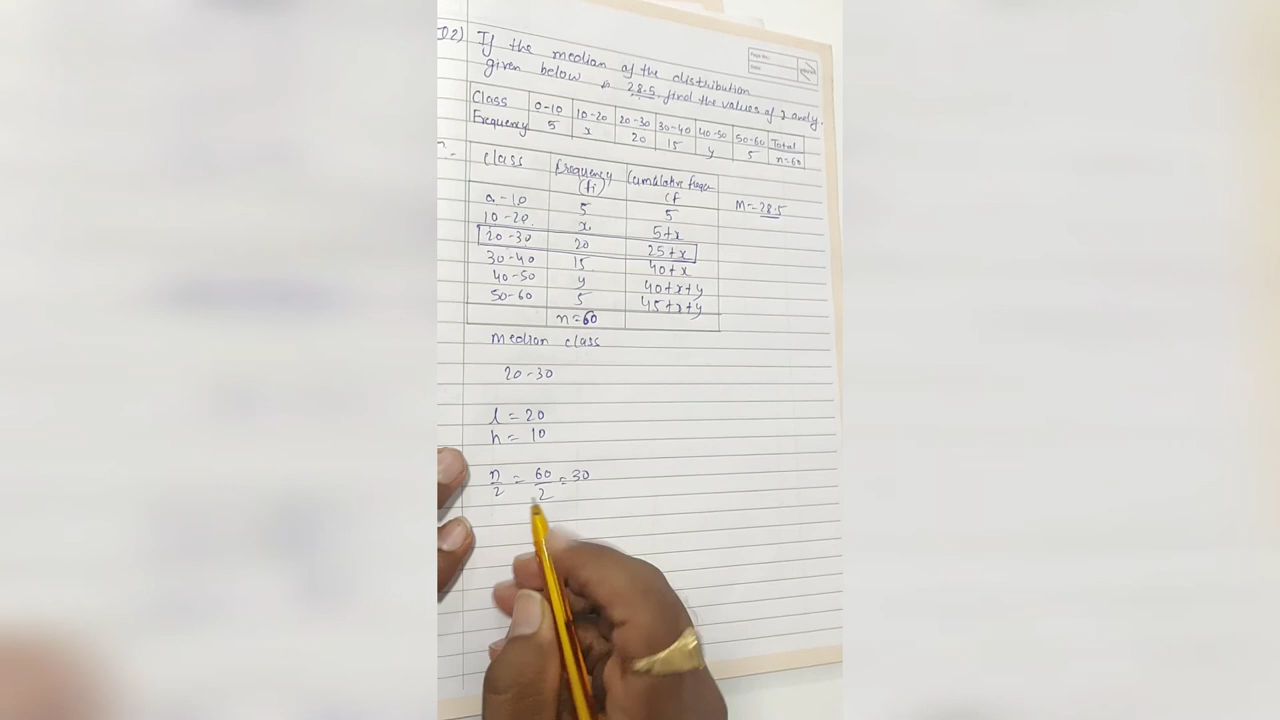 Q2) If the median of the distribution
given below is 28.5. find the values of x and y.
Class 0-10 10-20 20-30 30-40 40-50 50-60 Total
Frequency 5 x 20 15 y 5 n=60
Class Frequency (fi) Cumulative freque cf
0-10 5 5
M=28.5
10-20 x 5+x
20-30 20 25+x
30-40 15 40+x
40-50 y 40+x+y
50-60 5 45+x+y
n=60
Median class
20-30
l = 20
h = 10
n/2 = 60/2 = 30